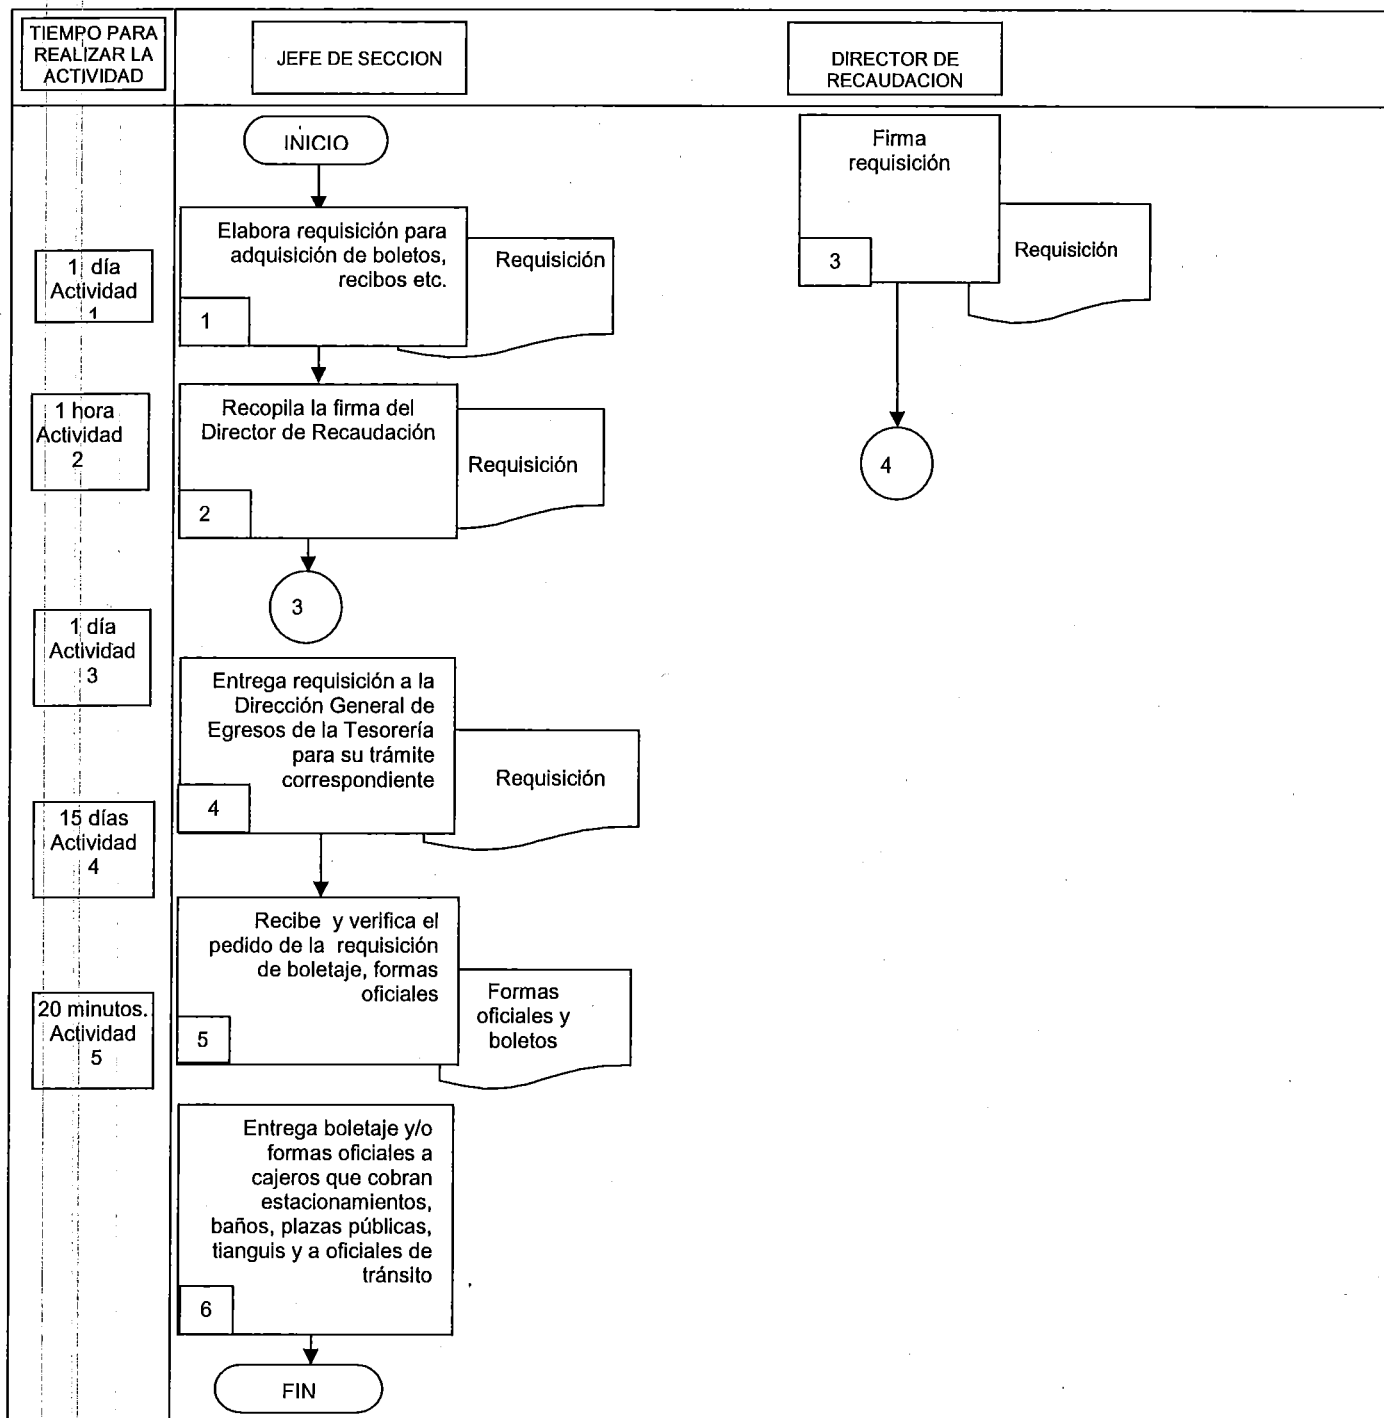 TIEMPO PARA
REALIZAR LA
ACTIVIDAD
JEFE DE SECCION
DIRECTOR DE
RECAUDACION
INICIO
Firma
requisición
3
Requisición
4
1 día
Actividad
1
Elabora requisición para
adquisición de boletos,
recibos etc.
1
Requisición
1 hora
Actividad
2
Recopila la firma del
Director de Recaudación
2
Requisición
3
1 día
Actividad
3
Entrega requisición a la
Dirección General de
Egresos de la Tesorería
para su trámite
correspondiente
4
Requisición
15 días
Actividad
4
Recibe y verifica el
pedido de la requisición
de boletaje, formas
oficiales
5
Formas
oficiales y
boletos
20 minutos.
Actividad
5
Entrega boletaje y/o
formas oficiales a
cajeros que cobran
estacionamientos,
baños, plazas públicas,
tianguis y a oficiales de
tránsito
6
FIN